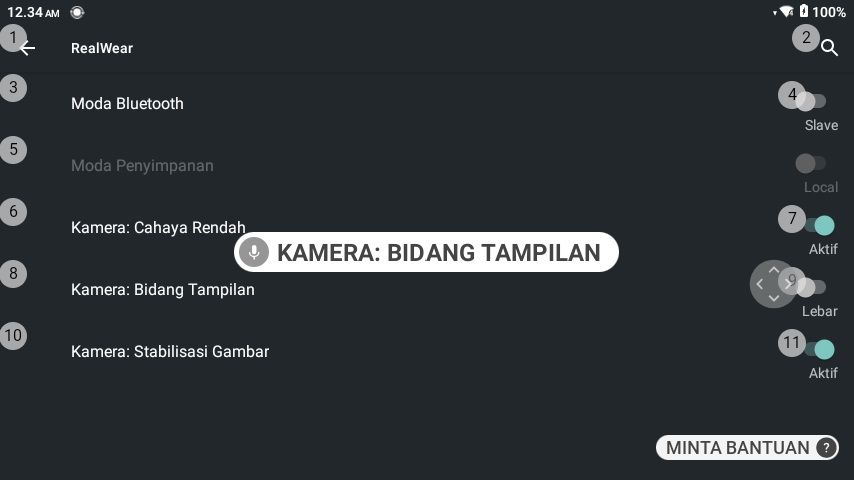 12.34 AM 100%
1 RealWear 2
3 Moda Bluetooth 4
Slave
5 Moda Penyimpanan
Local
6 Kamera: Cahaya Rendah 7
Aktif
KAMERA: BIDANG TAMPILAN
8 Kamera: Bidang Tampilan 9
Lebar
10 Kamera: Stabilisasi Gambar 11
Aktif
MINTA BANTUAN ?